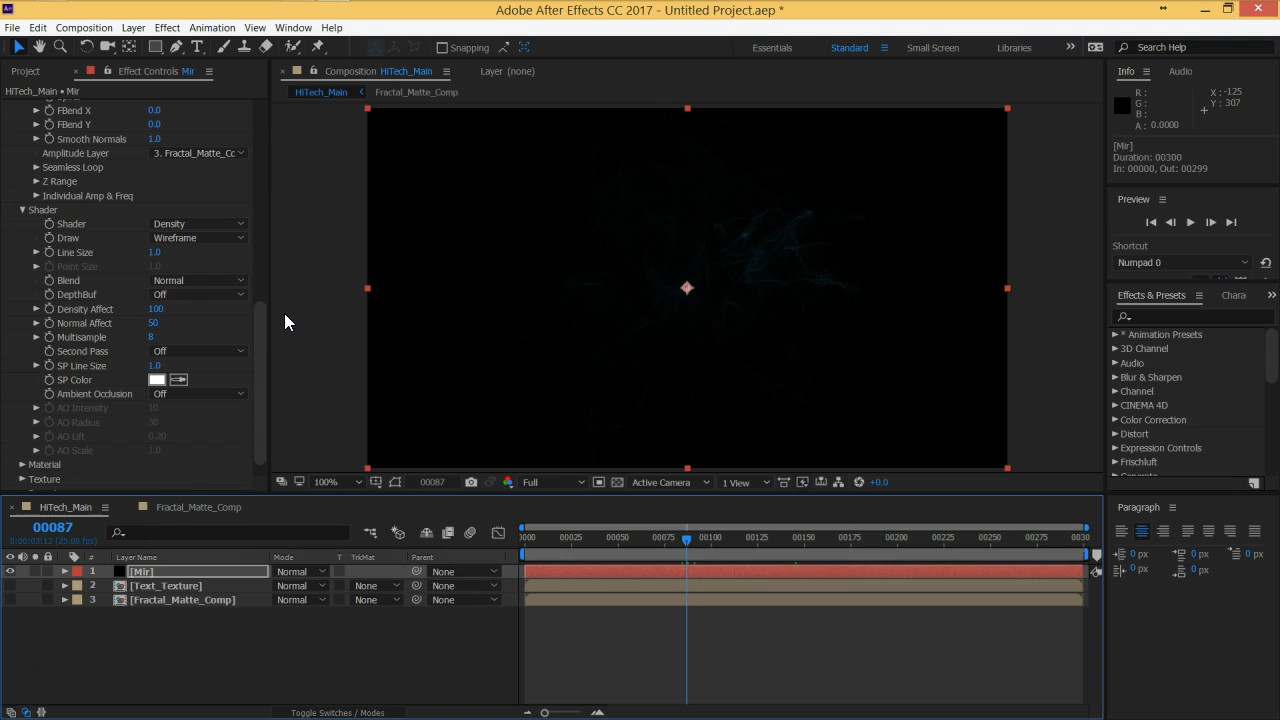 Adobe After Effects CC 2017 - Untitled Project.aep *
File Edit Composition Layer Effect Animation View Window Help
Snapping Essentials Standard Small Screen Libraries Search Help
Project Effect Controls Mir Composition HiTech_Main Layer (none) Info Audio
HiTech_Main • Mir HiTech_Main Fractal_Matte_Comp
FBend X 0.0
FBend Y 0.0
Smooth Normals 1.0
Amplitude Layer 3. Fractal_Matte_Cc
Seamless Loop
Z Range
Individual Amp & Freq
Shader
Shader Density
Draw Wireframe
Line Size 1.0
Point Size 1.0
Blend Normal
DepthBuf Off
Density Affect 100
Normal Affect 50
Multisample 8
Second Pass Off
SP Line Size 1.0
SP Color
Ambient Occlusion Off
AO Intensity 10
AO Radius 30
AO Lift 0.20
AO Scale 1.0
Material
Texture
100% 00087 Full Active Camera 1 View +0.0
R : X : -125
G : Y : 307
B :
A : 0.0000
[Mir]
Duration: 00300
In: 00000, Out: 00299
Preview
Shortcut
Numpad 0
Effects & Presets Chara
* Animation Presets
3D Channel
Audio
Blur & Sharpen
Channel
CINEMA 4D
Color Correction
Distort
Expression Controls
Frischluft
Generate
HiTech_Main Fractal_Matte_Comp
00087
0:00:03:12 (25.00 fps)
# Layer Name Mode T TrkMat Parent
1 [Mir] Normal None
2 [Text_Texture] Normal None None
3 [Fractal_Matte_Comp] Normal None None
0000 00025 00050 00075 00100 00125 00150 00175 00200 00225 00250 00275 0030
Toggle Switches / Modes
Paragraph
0 px 0 px 0 px
0 px 0 px